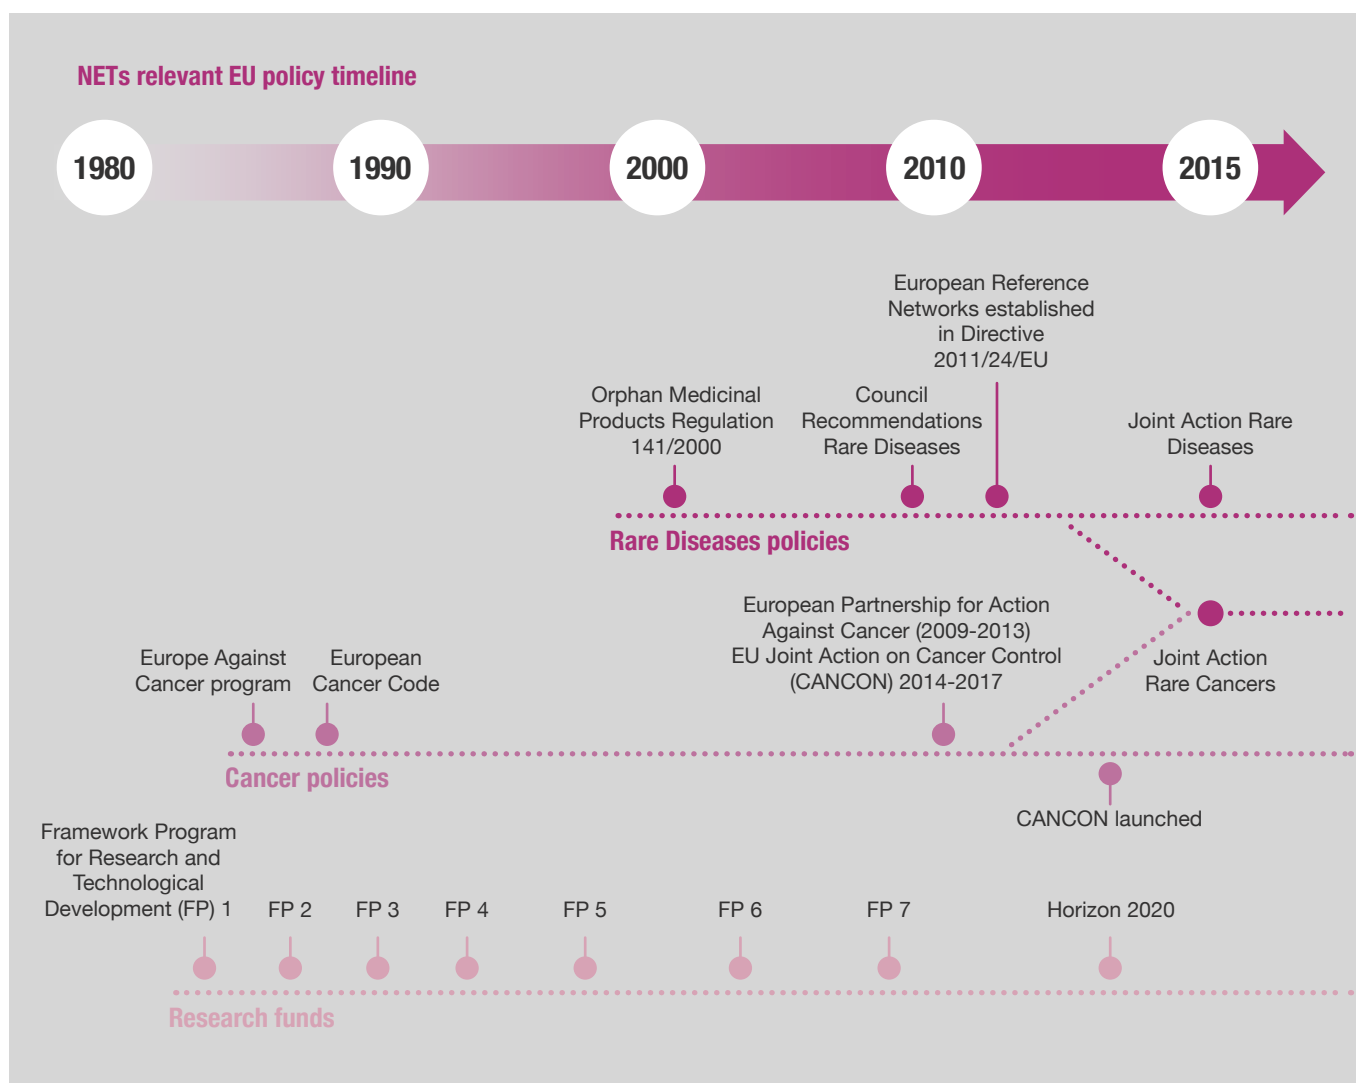 NETs relevant EU policy timeline
1980
1990
2000
2010
2015
European Reference
Networks established
in Directive
2011/24/EU
Orphan Medicinal
Products Regulation
141/2000
Council
Recommendations
Rare Diseases
Joint Action Rare
Diseases
Rare Diseases policies
European Partnership for Action
Against Cancer (2009-2013)
EU Joint Action on Cancer Control
(CANCON) 2014-2017
Europe Against
Cancer program
European
Cancer Code
Joint Action
Rare Cancers
Cancer policies
CANCON launched
Framework Program
for Research and
Technological
Development (FP) 1
FP 2
FP 3
FP 4
FP 5
FP 6
FP 7
Horizon 2020
Research funds